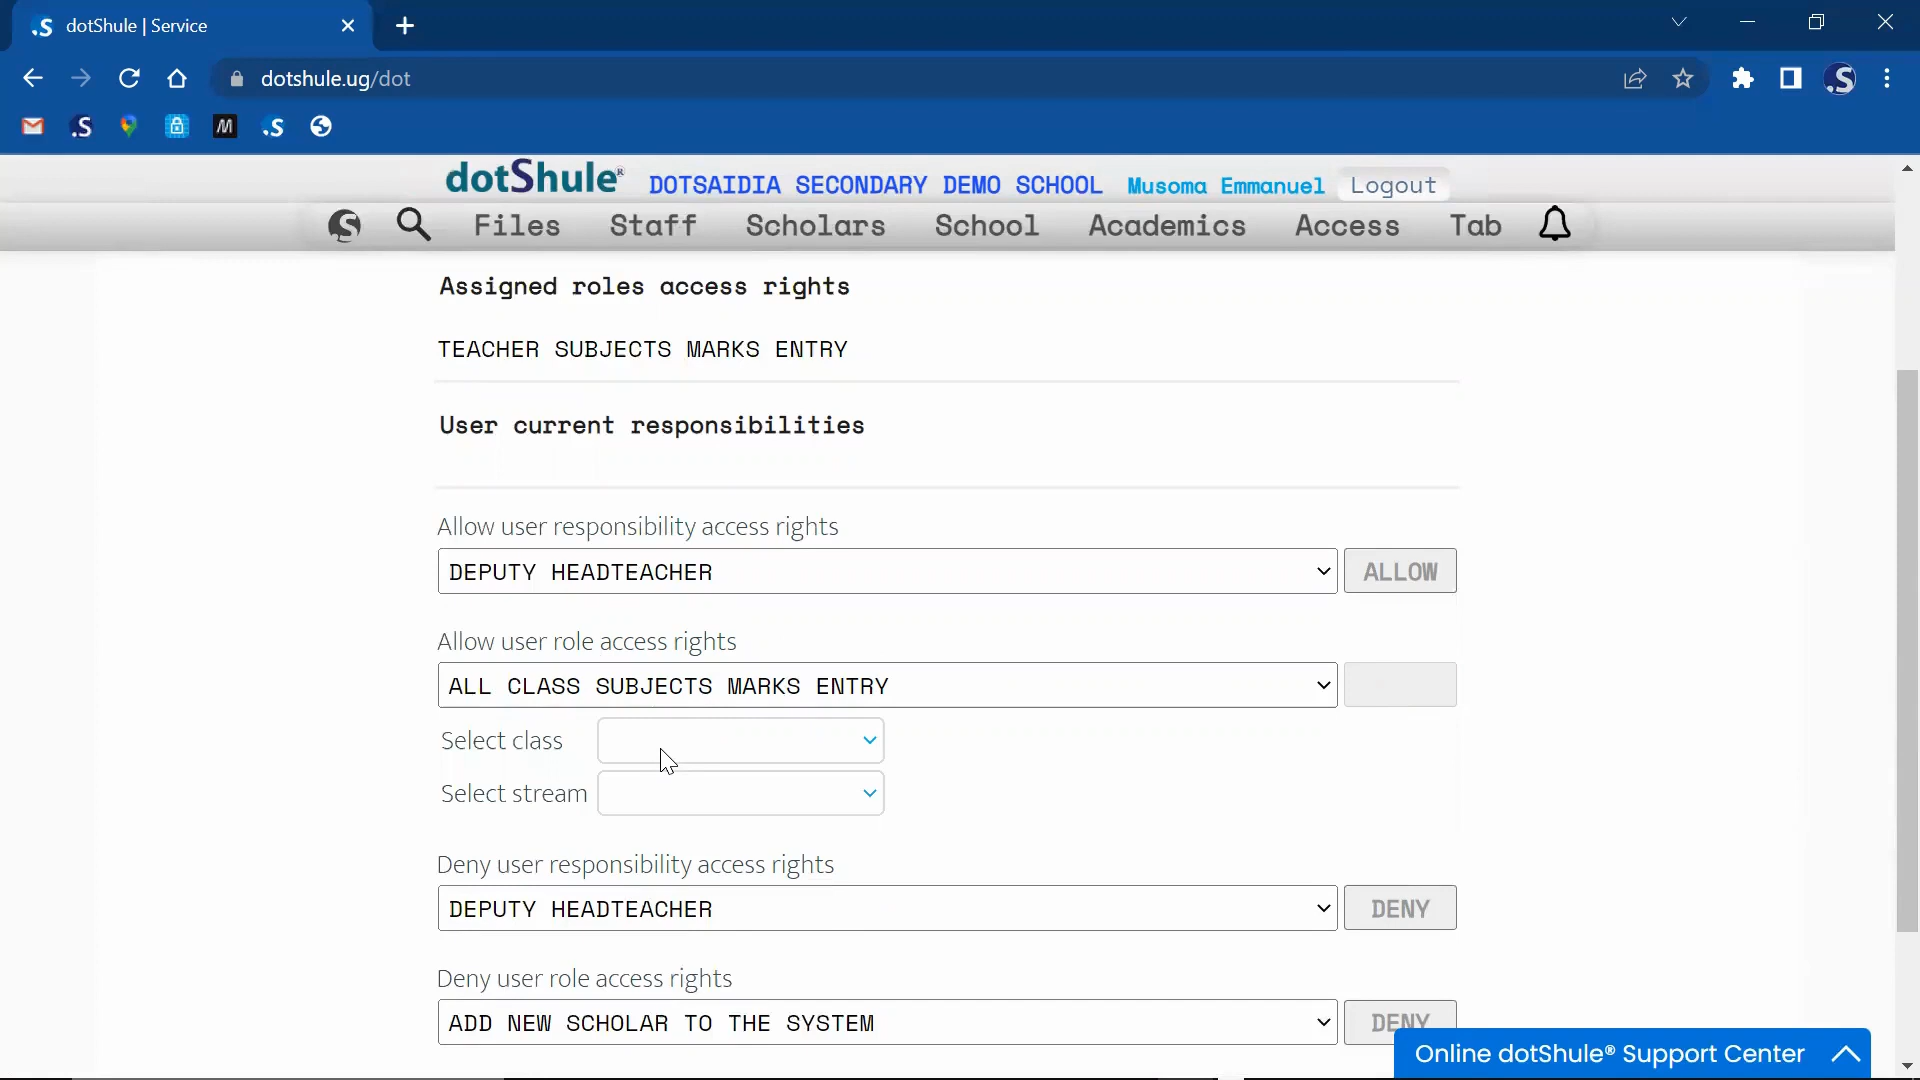 dotShule | Service
dotshule.ug/dot
dotShule® DOTSAIDIA SECONDARY DEMO SCHOOL Musoma Emmanuel Logout
Files Staff Scholars School Academics Access Tab
Assigned roles access rights
TEACHER SUBJECTS MARKS ENTRY
User current responsibilities
Allow user responsibility access rights
DEPUTY HEADTEACHER ALLOW
Allow user role access rights
ALL CLASS SUBJECTS MARKS ENTRY
Select class
Select stream
Deny user responsibility access rights
DEPUTY HEADTEACHER DENY
Deny user role access rights
ADD NEW SCHOLAR TO THE SYSTEM DENY
Online dotShule® Support Center